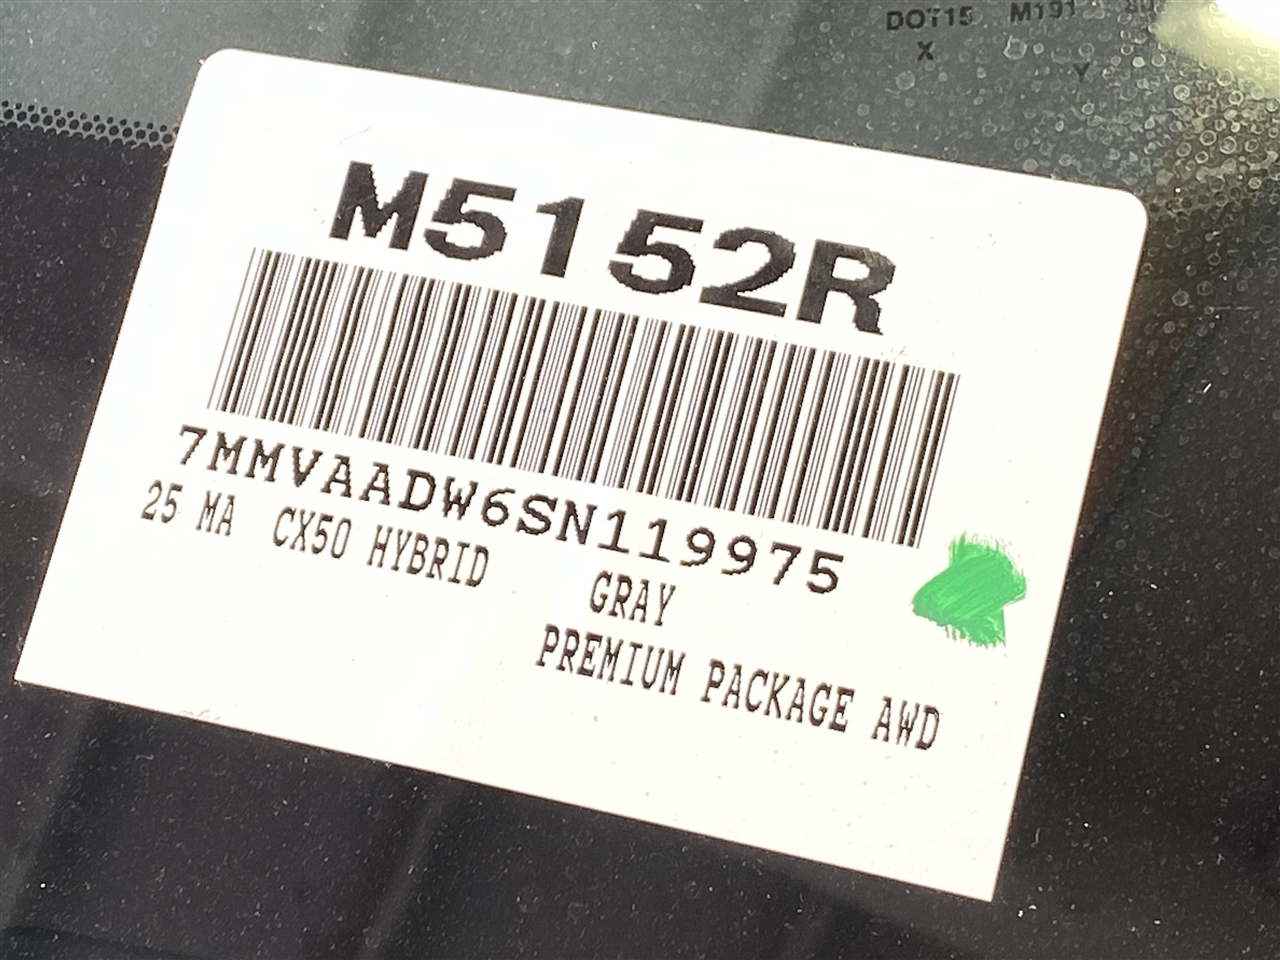 DOT15 M191
X
Y
M5152R
7MMVAADW6SN119975
25 MA CX50 HYBRID GRAY
PREMIUM PACKAGE AWD